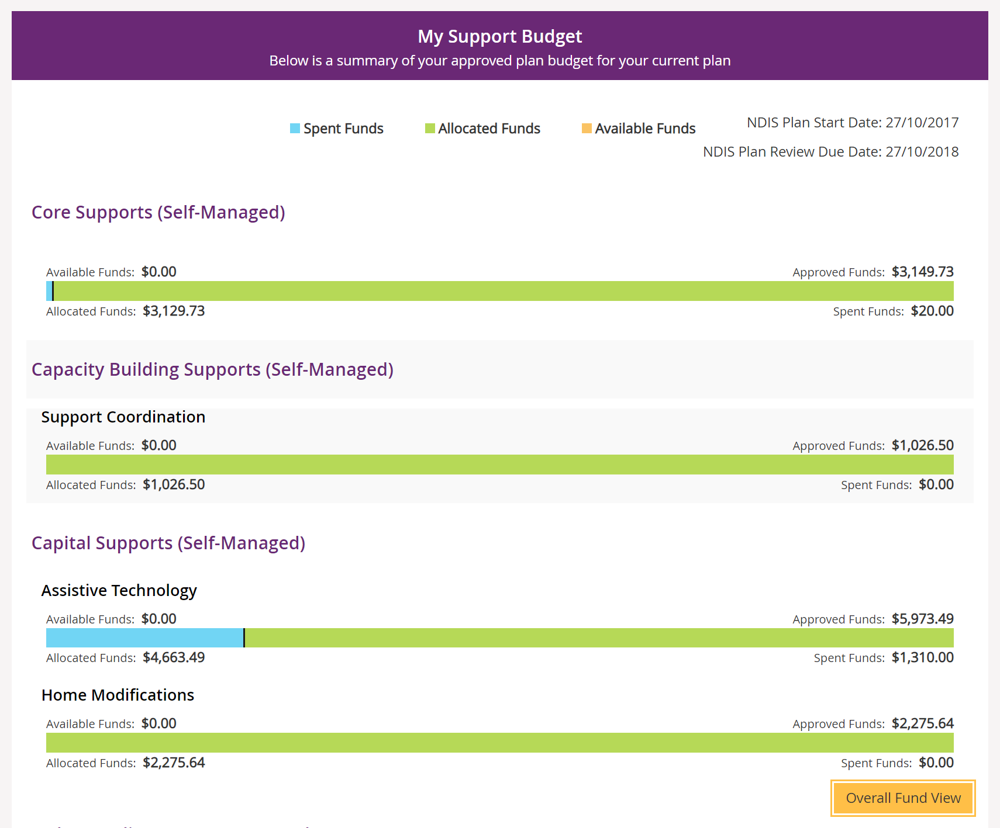 My Support Budget
Below is a summary of your approved plan budget for your current plan
Spent Funds Allocated Funds Available Funds NDIS Plan Start Date: 27/10/2017
NDIS Plan Review Due Date: 27/10/2018
Core Supports (Self-Managed)
Available Funds: $0.00 Approved Funds: $3,149.73
Allocated Funds: $3,129.73 Spent Funds: $20.00
Capacity Building Supports (Self-Managed)
Support Coordination
Available Funds: $0.00 Approved Funds: $1,026.50
Allocated Funds: $1,026.50 Spent Funds: $0.00
Capital Supports (Self-Managed)
Assistive Technology
Available Funds: $0.00 Approved Funds: $5,973.49
Allocated Funds: $4,663.49 Spent Funds: $1,310.00
Home Modifications
Available Funds: $0.00 Approved Funds: $2,275.64
Allocated Funds: $2,275.64 Spent Funds: $0.00
Overall Fund View